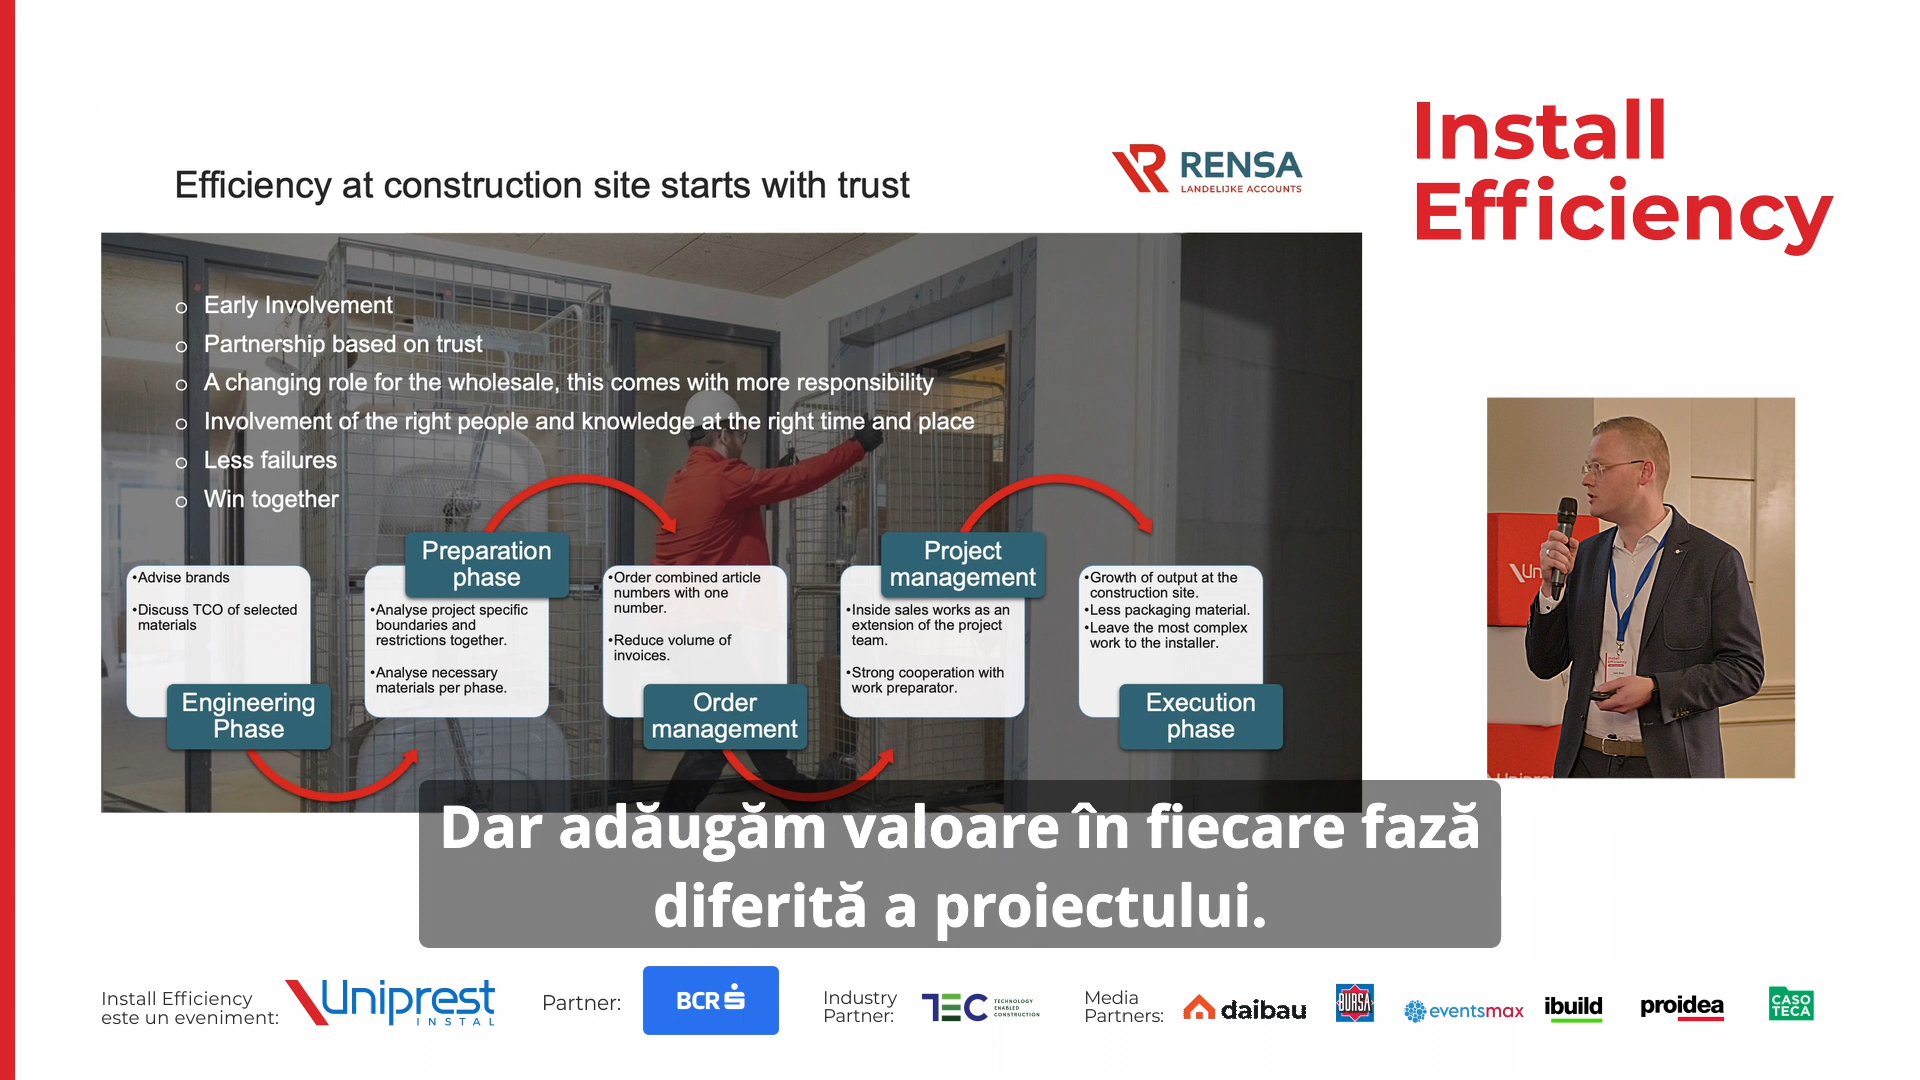 Install
Efficiency
Efficiency at construction site starts with trust
RENSA
LANDELIJKE ACCOUNTS
Early Involvement
Partnership based on trust
A changing role for the wholesale, this comes with more responsibility
Involvement of the right people and knowledge at the right time and place
Less failures
Win together
•Advise brands
•Discuss TCO of selected
materials
Engineering
Phase
Preparation
phase
•Analyse project specific
boundaries and
restrictions together.
•Analyse necessary
materials per phase.
•Order combined article
numbers with one
number.
•Reduce volume of
invoices.
Order
management
Project
management
•Inside sales works as an
extension of the project
team.
•Strong cooperation with
work preparator.
•Growth of output at the
construction site.
•Less packaging material.
•Leave the most complex
work to the installer.
Execution
phase
Dar adăugăm valoare în fiecare fază
diferită a proiectului.
Install Efficiency
este un eveniment:
Uniprest
INSTAL
Partner:
BCR
Industry
Partner:
TEC
TECHNOLOGY
ENABLED
CONSTRUCTION
Media
Partners:
daibau
BURSA
eventsmax
ibuild
proidea
CASO
TECA